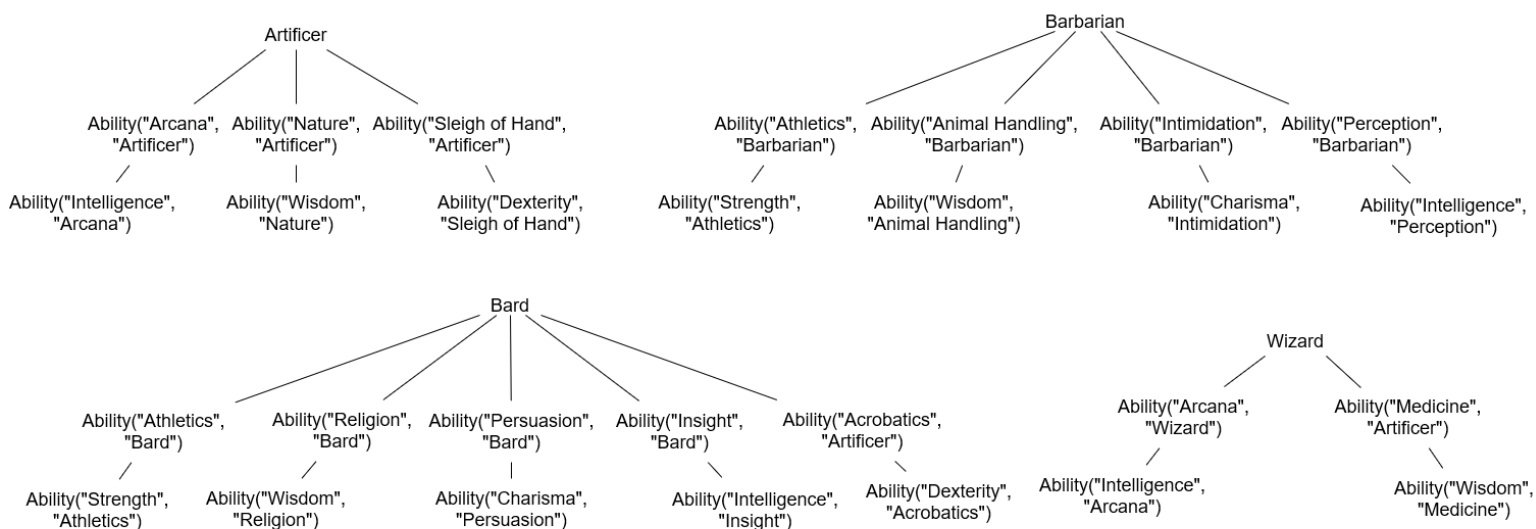 Artificer
Ability("Arcana",
"Artificer")
Ability("Nature",
"Artificer")
Ability("Sleigh of Hand",
"Artificer")
Ability("Intelligence",
"Arcana")
Ability("Wisdom",
"Nature")
Ability("Dexterity",
"Sleigh of Hand")
Barbarian
Ability("Athletics",
"Barbarian")
Ability("Animal Handling",
"Barbarian")
Ability("Intimidation",
"Barbarian")
Ability("Perception",
"Barbarian")
Ability("Strength",
"Athletics")
Ability("Wisdom",
"Animal Handling")
Ability("Charisma",
"Intimidation")
Ability("Intelligence",
"Perception")
Bard
Ability("Athletics",
"Bard")
Ability("Religion",
"Bard")
Ability("Persuasion",
"Bard")
Ability("Insight",
"Bard")
Ability("Acrobatics",
"Artificer")
Ability("Strength",
"Athletics")
Ability("Wisdom",
"Religion")
Ability("Charisma",
"Persuasion")
Ability("Intelligence",
"Insight")
Ability("Dexterity",
"Acrobatics")
Wizard
Ability("Arcana",
"Wizard")
Ability("Medicine",
"Artificer")
Ability("Intelligence",
"Arcana")
Ability("Wisdom",
"Medicine")